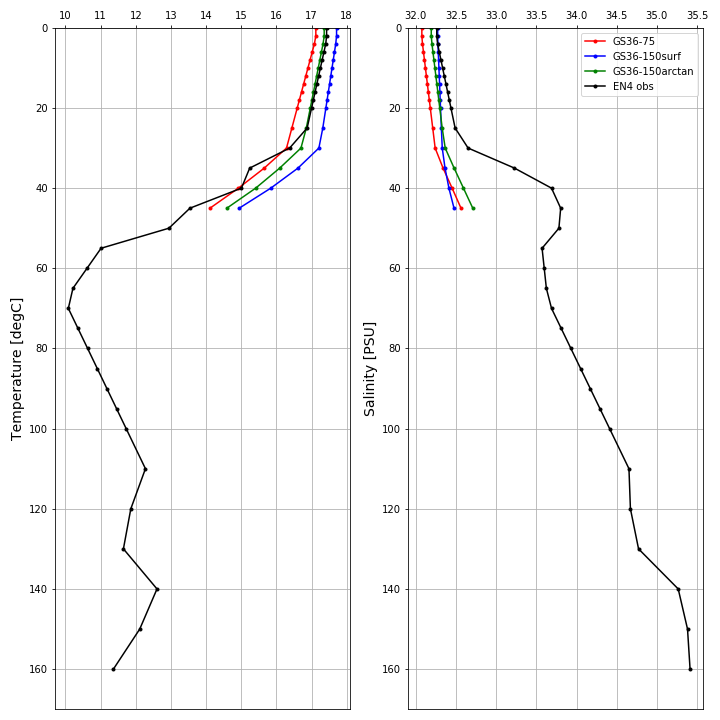 10 11 12 13 14 15 16 17 18
0
20
40
60
80
100
120
140
160
Temperature [degC]
32.0 32.5 33.0 33.5 34.0 34.5 35.0 35.5
0
20
40
60
80
100
120
140
160
Salinity [PSU]
GS36-75
GS36-150surf
GS36-150arctan
EN4 obs